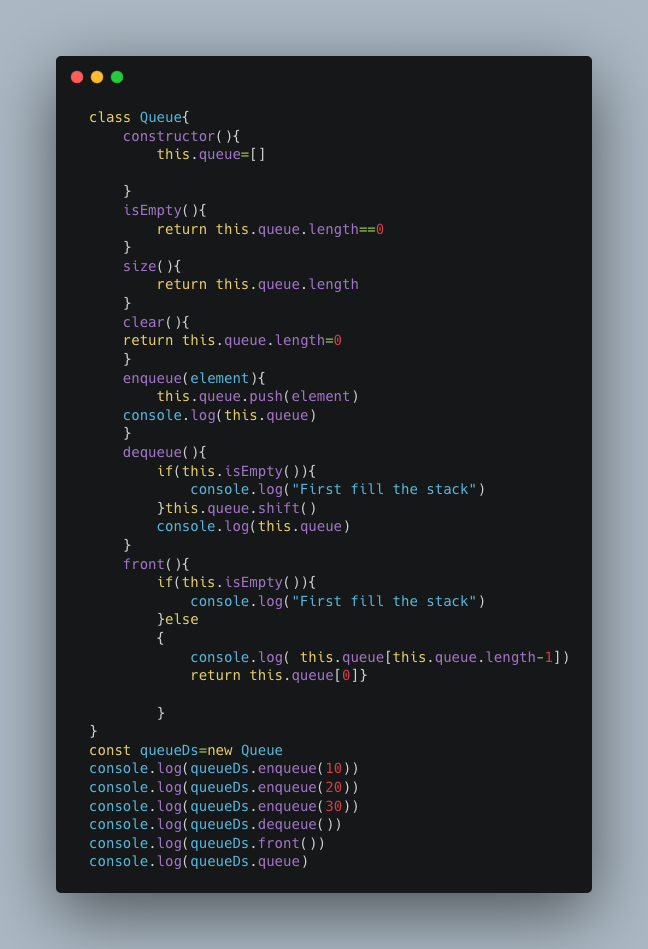 class Queue{
    constructor(){
        this.queue=[]

    }
    isEmpty(){
        return this.queue.length==0
    }
    size(){
        return this.queue.length
    }
    clear(){
    return this.queue.length=0
    }
    enqueue(element){
        this.queue.push(element)
    console.log(this.queue)
    }
    dequeue(){
        if(this.isEmpty()){
            console.log("First fill the stack")
        }this.queue.shift()
        console.log(this.queue)
    }
    front(){
        if(this.isEmpty()){
            console.log("First fill the stack")
        }else
        {
            console.log( this.queue[this.queue.length-1])
            return this.queue[0]}

        }
}
const queueDs=new Queue
console.log(queueDs.enqueue(10))
console.log(queueDs.enqueue(20))
console.log(queueDs.enqueue(30))
console.log(queueDs.dequeue())
console.log(queueDs.front())
console.log(queueDs.queue)